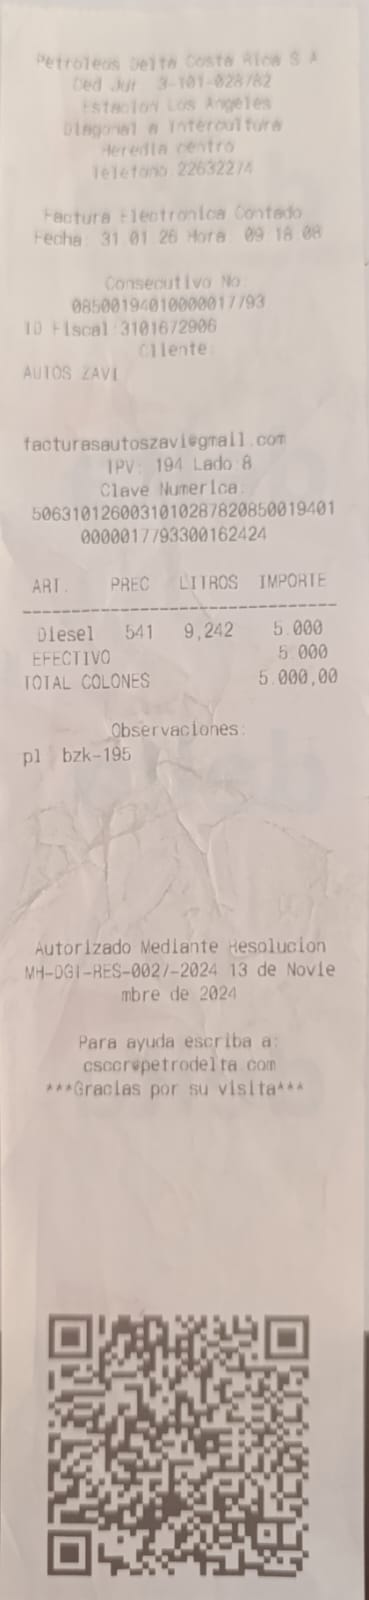 Petroleos Delta Costa Rica S A
Ced Jur 3-101-028782
Estacion Los Angeles
Diagonal a Intercultura
Heredia centro
Telefono 22632274
Factura Electronica Contado
Fecha: 31 01 26 Hora: 09 18 08
Consecutivo No:
08500194010000017793
ID Fiscal:3101672906
Cliente:
AUTOS ZAVI
facturasautoszavi@gmail.com
IPV: 194 Lado:8
Clave Numerica:
5063101260031010287820850019401
0000017793300162424
ART. PREC LITROS IMPORTE
--------------------------------
Diesel 541 9,242 5.000
EFECTIVO 5 000
TOTAL COLONES 5.000,00
Observaciones:
pl bzk-195
Autorizado Mediante Resolucion
MH-DGT-RES-0027-2024 13 de Novie
mbre de 2024
Para ayuda escriba a:
csccr@petrodelta.com
***Gracias por su visita***